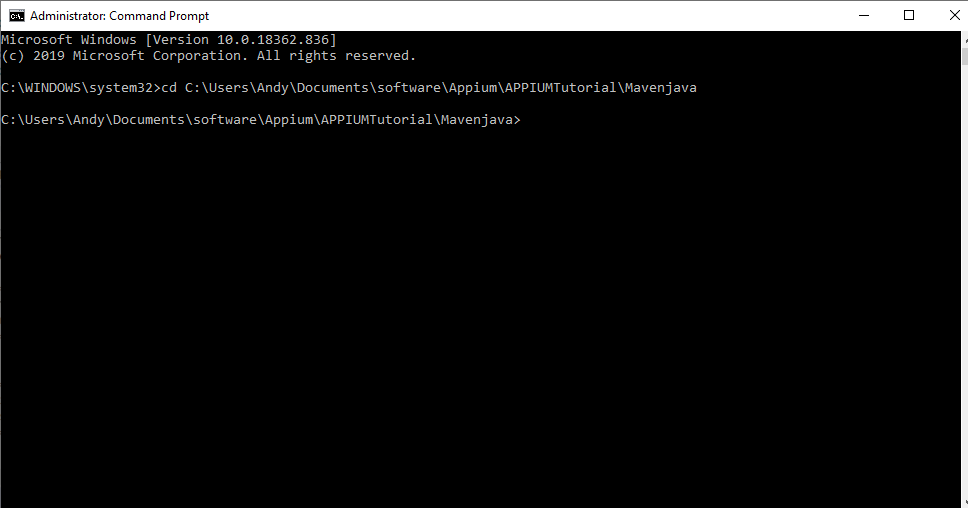 Administrator: Command Prompt
Microsoft Windows [Version 10.0.18362.836]
(c) 2019 Microsoft Corporation. All rights reserved.
C:\WINDOWS\system32>cd C:\Users\Andy\Documents\software\Appium\APPIUMTutorial\Mavenjava
C:\Users\Andy\Documents\software\Appium\APPIUMTutorial\Mavenjava>